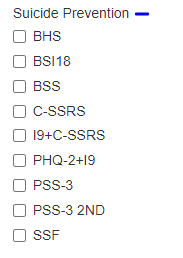 Suicide Prevention
BHS
BSI18
BSS
C-SSRS
I9+C-SSRS
PHQ-2+I9
PSS-3
PSS-3 2ND
SSF